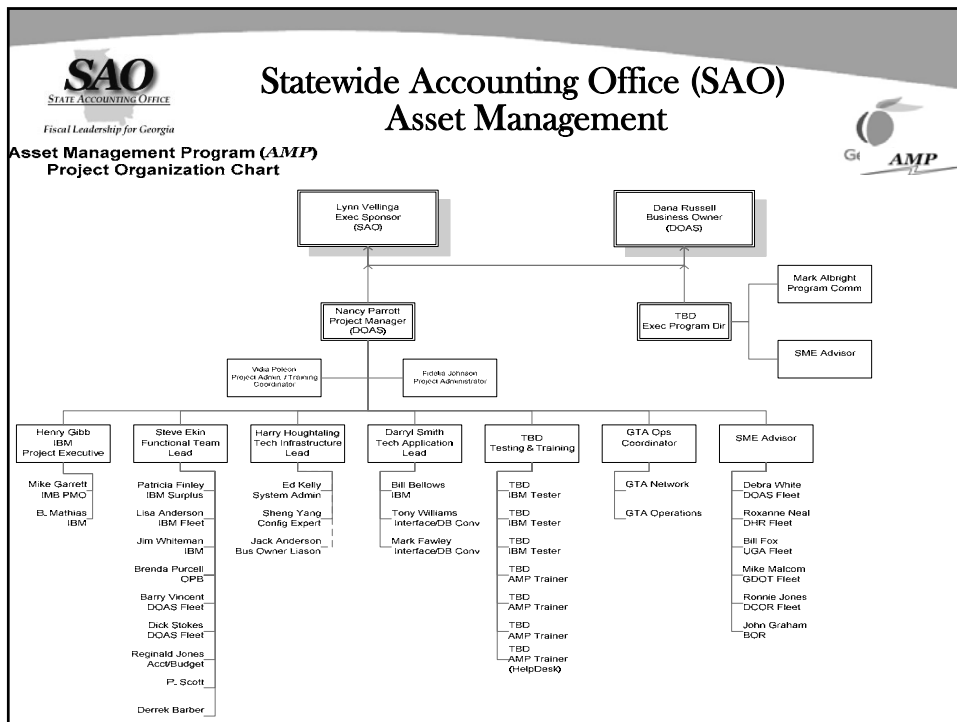 SAO
STATE ACCOUNTING OFFICE
Fiscal Leadership for Georgia
Statewide Accounting Office (SAO)
Asset Management
AMP
Asset Management Program (AMP)
Project Organization Chart
Lynn Vellinga
Exec Sponsor
(SAO)
Dana Russell
Business Owner
(DOAS)
Mark Albright
Program Comm
Nancy Parrott
Project Manager
(DOAS)
TBD
Exec Program Dir
SME Advisor
Project Admin / Training
Coordinator
Fidelia Johnson
Project Administrator
Henry Gibb
IBM
Project Executive
Steve Ekin
Functional Team
Lead
Harry Houghtaling
Tech Infrastructure
Lead
Darryl Smith
Tech Application
Lead
TBD
Testing & Training
GTA Ops
Coordinator
SME Advisor
Mike Garrett
IMB PMO
B. Mathias
IBM
Patricia Finley
IBM Surplus
Lisa Anderson
IBM Fleet
Jim Whiteman
IBM
Brenda Purcell
OPB
Barry Vincent
DOAS Fleet
Dick Stokes
DOAS Fleet
Reginald Jones
Acct/Budget
P. Scott
Derrek Barber
Ed Kelly
System Admin
Sheng Yang
Config Expert
Jack Anderson
Bus Owner Liason
Bill Bellows
IBM
Tony Williams
Interface/DB Conv
Mark Fawley
Interface/DB Conv
TBD
IBM Tester
TBD
IBM Tester
TBD
IBM Tester
TBD
AMP Trainer
TBD
AMP Trainer
TBD
AMP Trainer
TBD
AMP Trainer
(HelpDesk)
GTA Network
GTA Operations
Debra White
DOAS Fleet
Roxanne Neal
DHR Fleet
Bill Fox
UGA Fleet
Mike Malcom
GDOT Fleet
Ronnie Jones
DCOR Fleet
John Graham
BOR